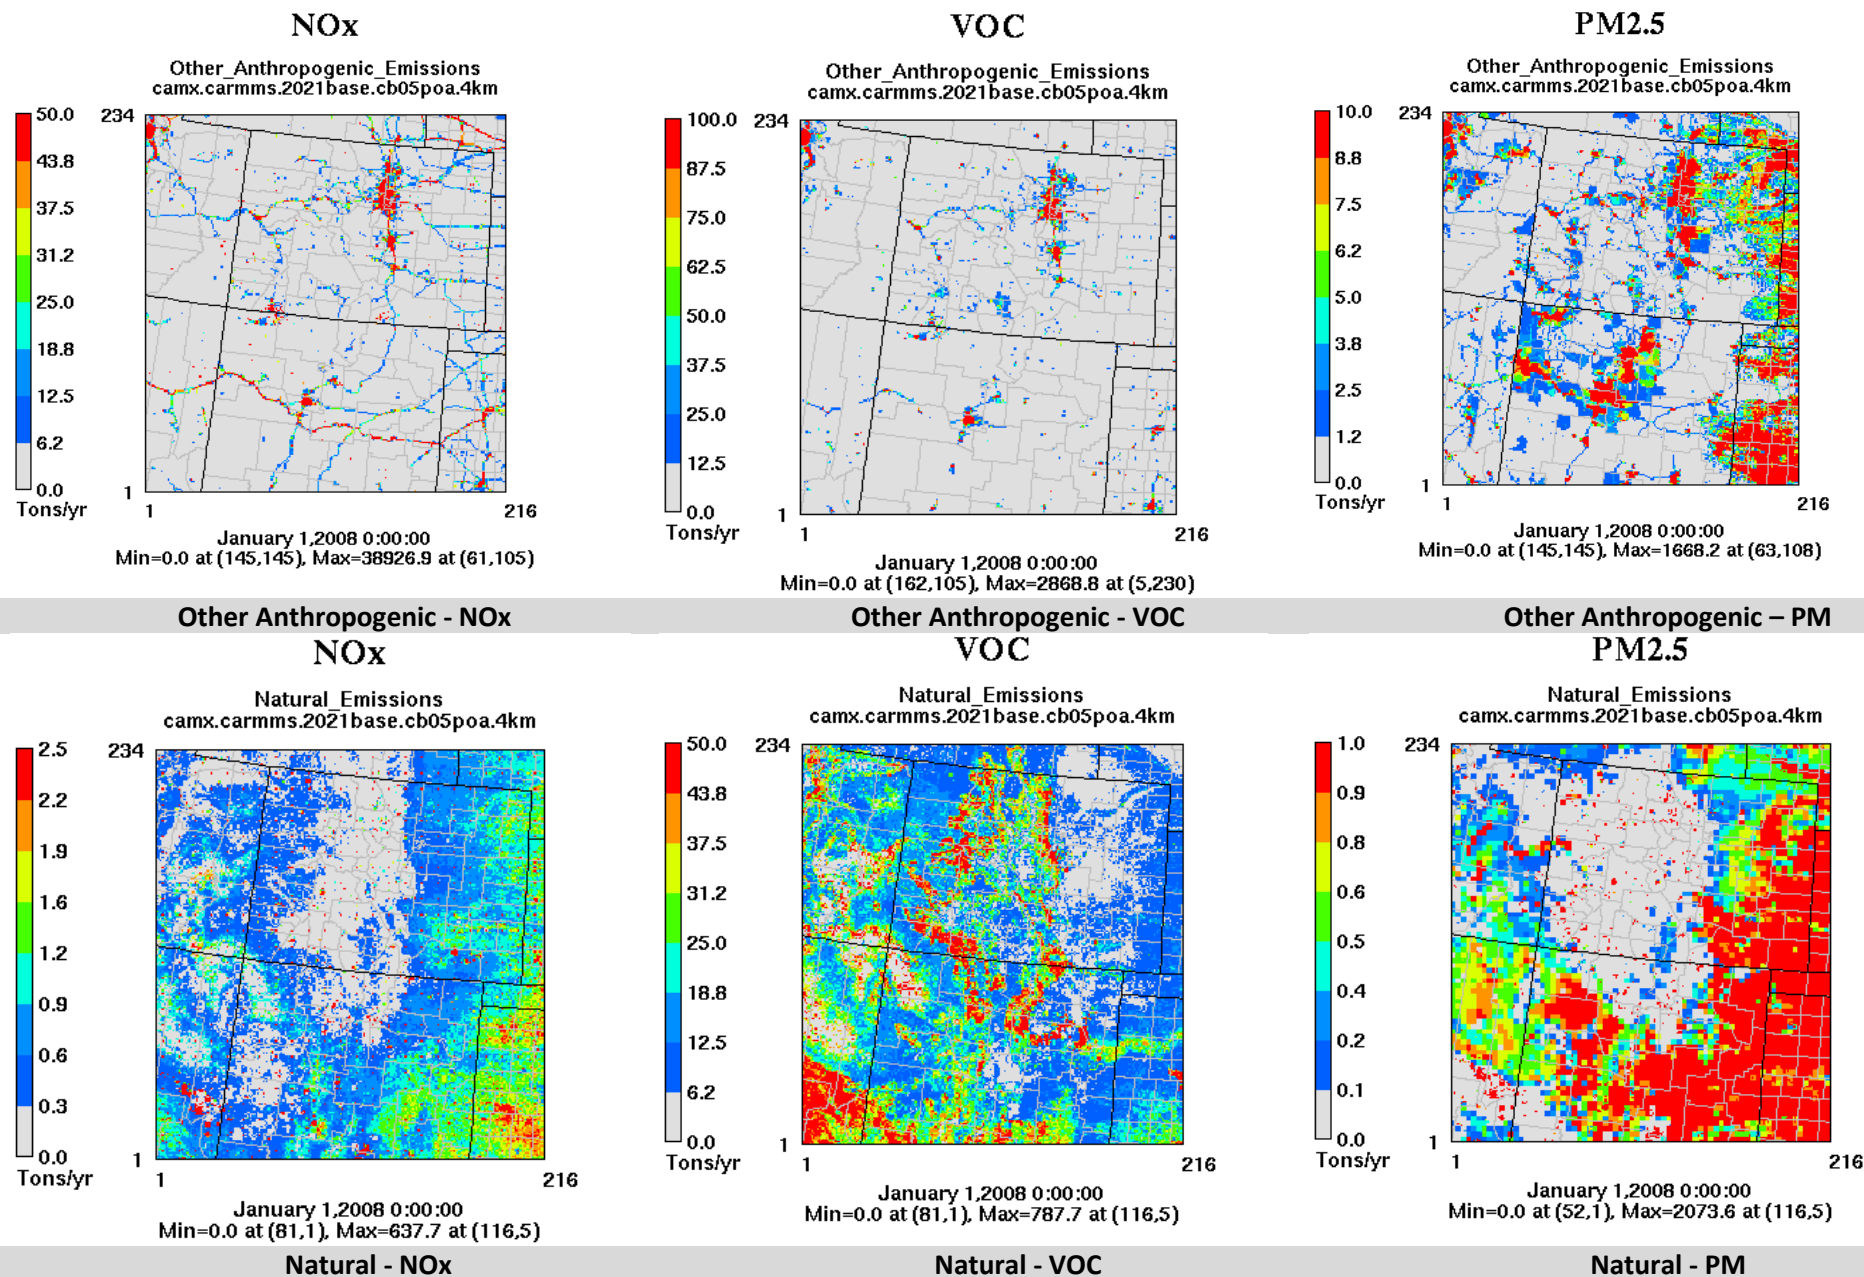 NOx
Other_Anthropogenic_Emissions
camx.carmms.2021base.cb05poa.4km
50.0
43.8
37.5
31.2
25.0
18.8
12.5
6.2
0.0
Tons/yr
234
1
1
216
January 1,2008 0:00:00
Min=0.0 at (145,145), Max=38926.9 at (61,105)
VOC
Other_Anthropogenic_Emissions
camx.carmms.2021base.cb05poa.4km
100.0
87.5
75.0
62.5
50.0
37.5
25.0
12.5
0.0
Tons/yr
234
1
1
216
January 1,2008 0:00:00
Min=0.0 at (162,105), Max=2868.8 at (5,230)
PM2.5
Other_Anthropogenic_Emissions
camx.carmms.2021base.cb05poa.4km
10.0
8.8
7.5
6.2
5.0
3.8
2.5
1.2
0.0
Tons/yr
234
1
1
216
January 1,2008 0:00:00
Min=0.0 at (145,145), Max=1668.2 at (63,108)
Other Anthropogenic - NOx
Other Anthropogenic - VOC
Other Anthropogenic – PM
NOx
Natural_Emissions
camx.carmms.2021base.cb05poa.4km
2.5
2.2
1.9
1.6
1.2
0.9
0.6
0.3
0.0
Tons/yr
234
1
1
216
January 1,2008 0:00:00
Min=0.0 at (81,1), Max=637.7 at (116,5)
VOC
Natural_Emissions
camx.carmms.2021base.cb05poa.4km
50.0
43.8
37.5
31.2
25.0
18.8
12.5
6.2
0.0
Tons/yr
234
1
1
216
January 1,2008 0:00:00
Min=0.0 at (81,1), Max=787.7 at (116,5)
PM2.5
Natural_Emissions
camx.carmms.2021base.cb05poa.4km
1.0
0.9
0.8
0.6
0.5
0.4
0.2
0.1
0.0
Tons/yr
234
1
1
216
January 1,2008 0:00:00
Min=0.0 at (52,1), Max=2073.6 at (116,5)
Natural - NOx
Natural - VOC
Natural - PM